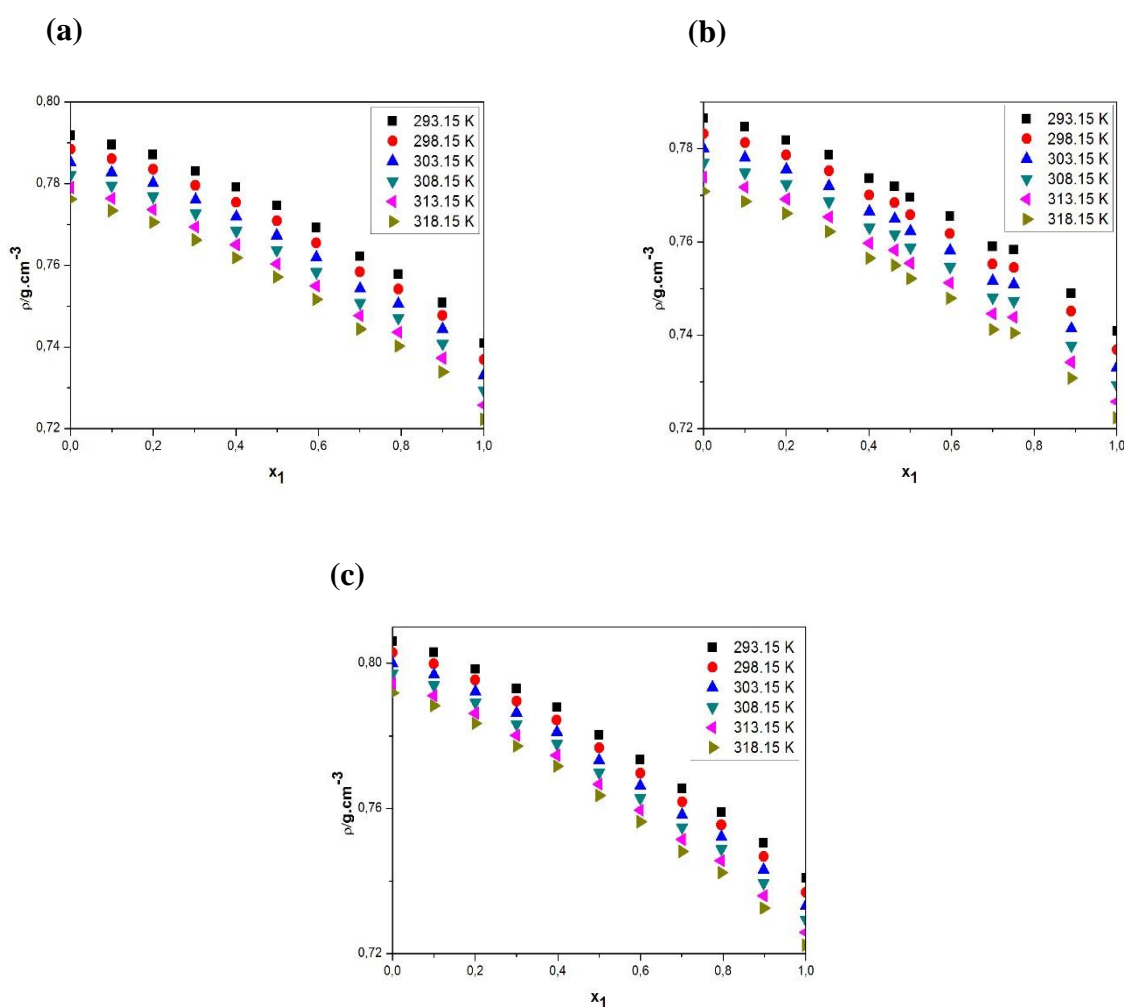 (a)
0,80
0,78
0,76
0,74
0,72
ρ/g.cm-3
293.15 K
298.15 K
303.15 K
308.15 K
313.15 K
318.15 K
0,0 0,2 0,4 0,6 0,8 1,0
x1
(b)
0,78
0,76
0,74
0,72
ρ/g.cm-3
293.15 K
298.15 K
303.15 K
308.15 K
313.15 K
318.15 K
0,0 0,2 0,4 0,6 0,8 1,0
x1
(c)
0,80
0,76
0,72
ρ/g.cm-3
293.15 K
298.15 K
303.15 K
308.15 K
313.15 K
318.15 K
0,0 0,2 0,4 0,6 0,8 1,0
x1